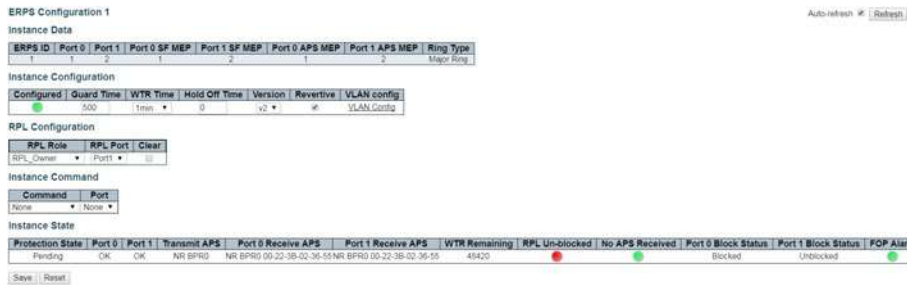 ERPS Configuration 1
Auto-refresh Refresh
Instance Data
ERPS ID Port 0 Port 1 Port 0 SF MEP Port 1 SF MEP Port 0 APS MEP Port 1 APS MEP Ring Type
1 1 2 1 2 1 2 Major Ring
Instance Configuration
Configured Guard Time WTR Time Hold Off Time Version Revertive VLAN config
500 1min 0 v2 VLAN Config
RPL Configuration
RPL Role RPL Port Clear
RPL_Owner Port1
Instance Command
Command Port
None None
Instance State
Protection State Port 0 Port 1 Transmit APS Port 0 Receive APS Port 1 Receive APS WTR Remaining RPL Un-blocked No APS Received Port 0 Block Status Port 1 Block Status FOP Alar
Pending OK OK NR BPR0 NR BPR0 00-22-3B-02-36-55 NR BPR0 00-22-3B-02-36-55 48420 Blocked Unblocked
Save Reset